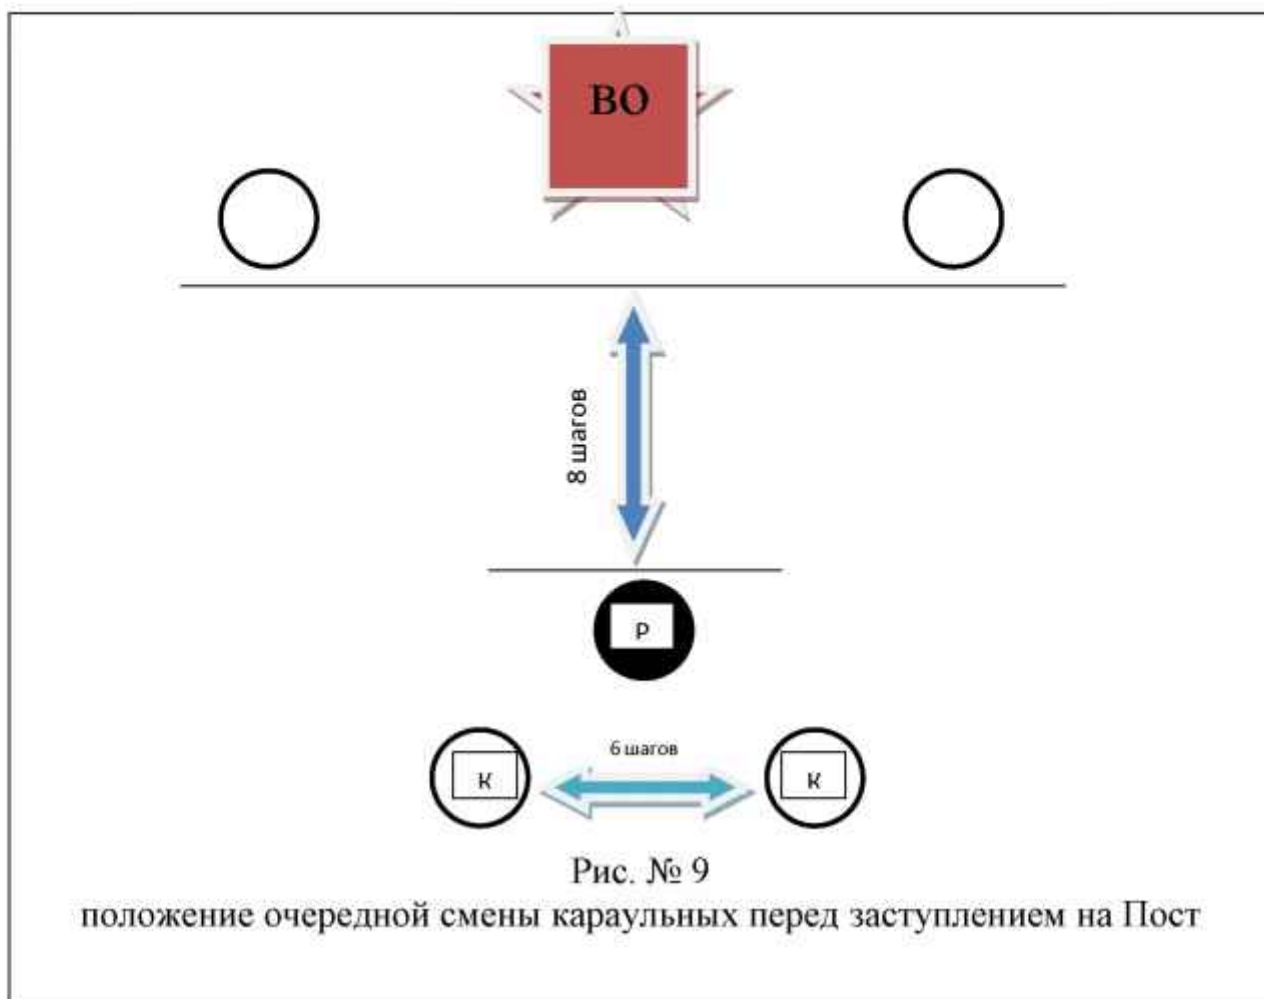 ВО
8 шагов
Р
6 шагов
К
К
Рис. № 9
положение очередной смены караульных перед заступлением на Пост